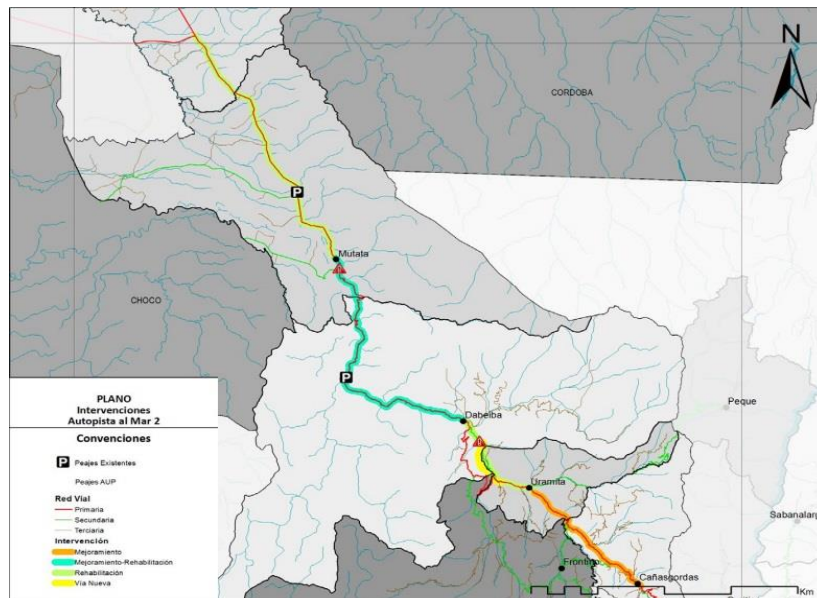 N
CORDOBA
Mutata
CHOCO
Peque
Dabeiba
Uramita
Sabanalarg
Frontino
Cañasgordas
Km
PLANO
Intervenciones
Autopista al Mar 2
Convenciones
P Peajes Existentes
Peajes AUP
Red Vial
Primaria
Secundaria
Terciaria
Intervención
Mejoramiento
Mejoramiento-Rehabilitación
Rehabilitación
Vía Nueva
P
P